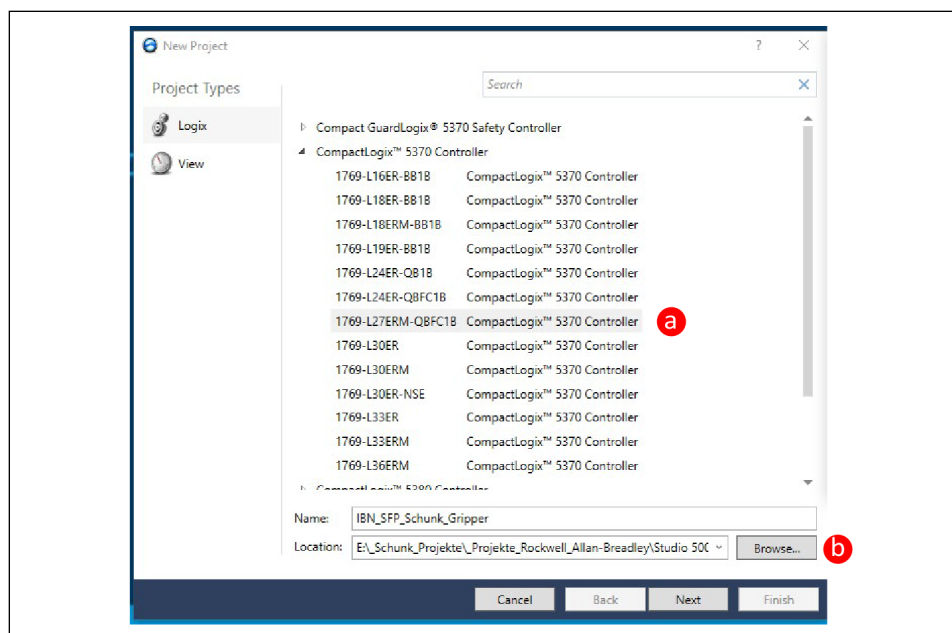 New Project
?
Project Types
Search
Logix
View
Compact GuardLogix® 5370 Safety Controller
CompactLogix™ 5370 Controller
1769-L16ER-BB1B CompactLogix™ 5370 Controller
1769-L18ER-BB1B CompactLogix™ 5370 Controller
1769-L18ERM-BB1B CompactLogix™ 5370 Controller
1769-L19ER-BB1B CompactLogix™ 5370 Controller
1769-L24ER-QB1B CompactLogix™ 5370 Controller
1769-L24ER-QBFC1B CompactLogix™ 5370 Controller
1769-L27ERM-QBFC1B CompactLogix™ 5370 Controller a
1769-L30ER CompactLogix™ 5370 Controller
1769-L30ERM CompactLogix™ 5370 Controller
1769-L30ER-NSE CompactLogix™ 5370 Controller
1769-L33ER CompactLogix™ 5370 Controller
1769-L33ERM CompactLogix™ 5370 Controller
1769-L36ERM CompactLogix™ 5370 Controller
CompactLogix™ 5380 Controller
Name: IBN_SFP_Schunk_Gripper
Location: E:\_Schunk_Projekte\_Projekte_Rockwell_Allan-Breadley\Studio 500 Browse... b
Cancel Back Next Finish